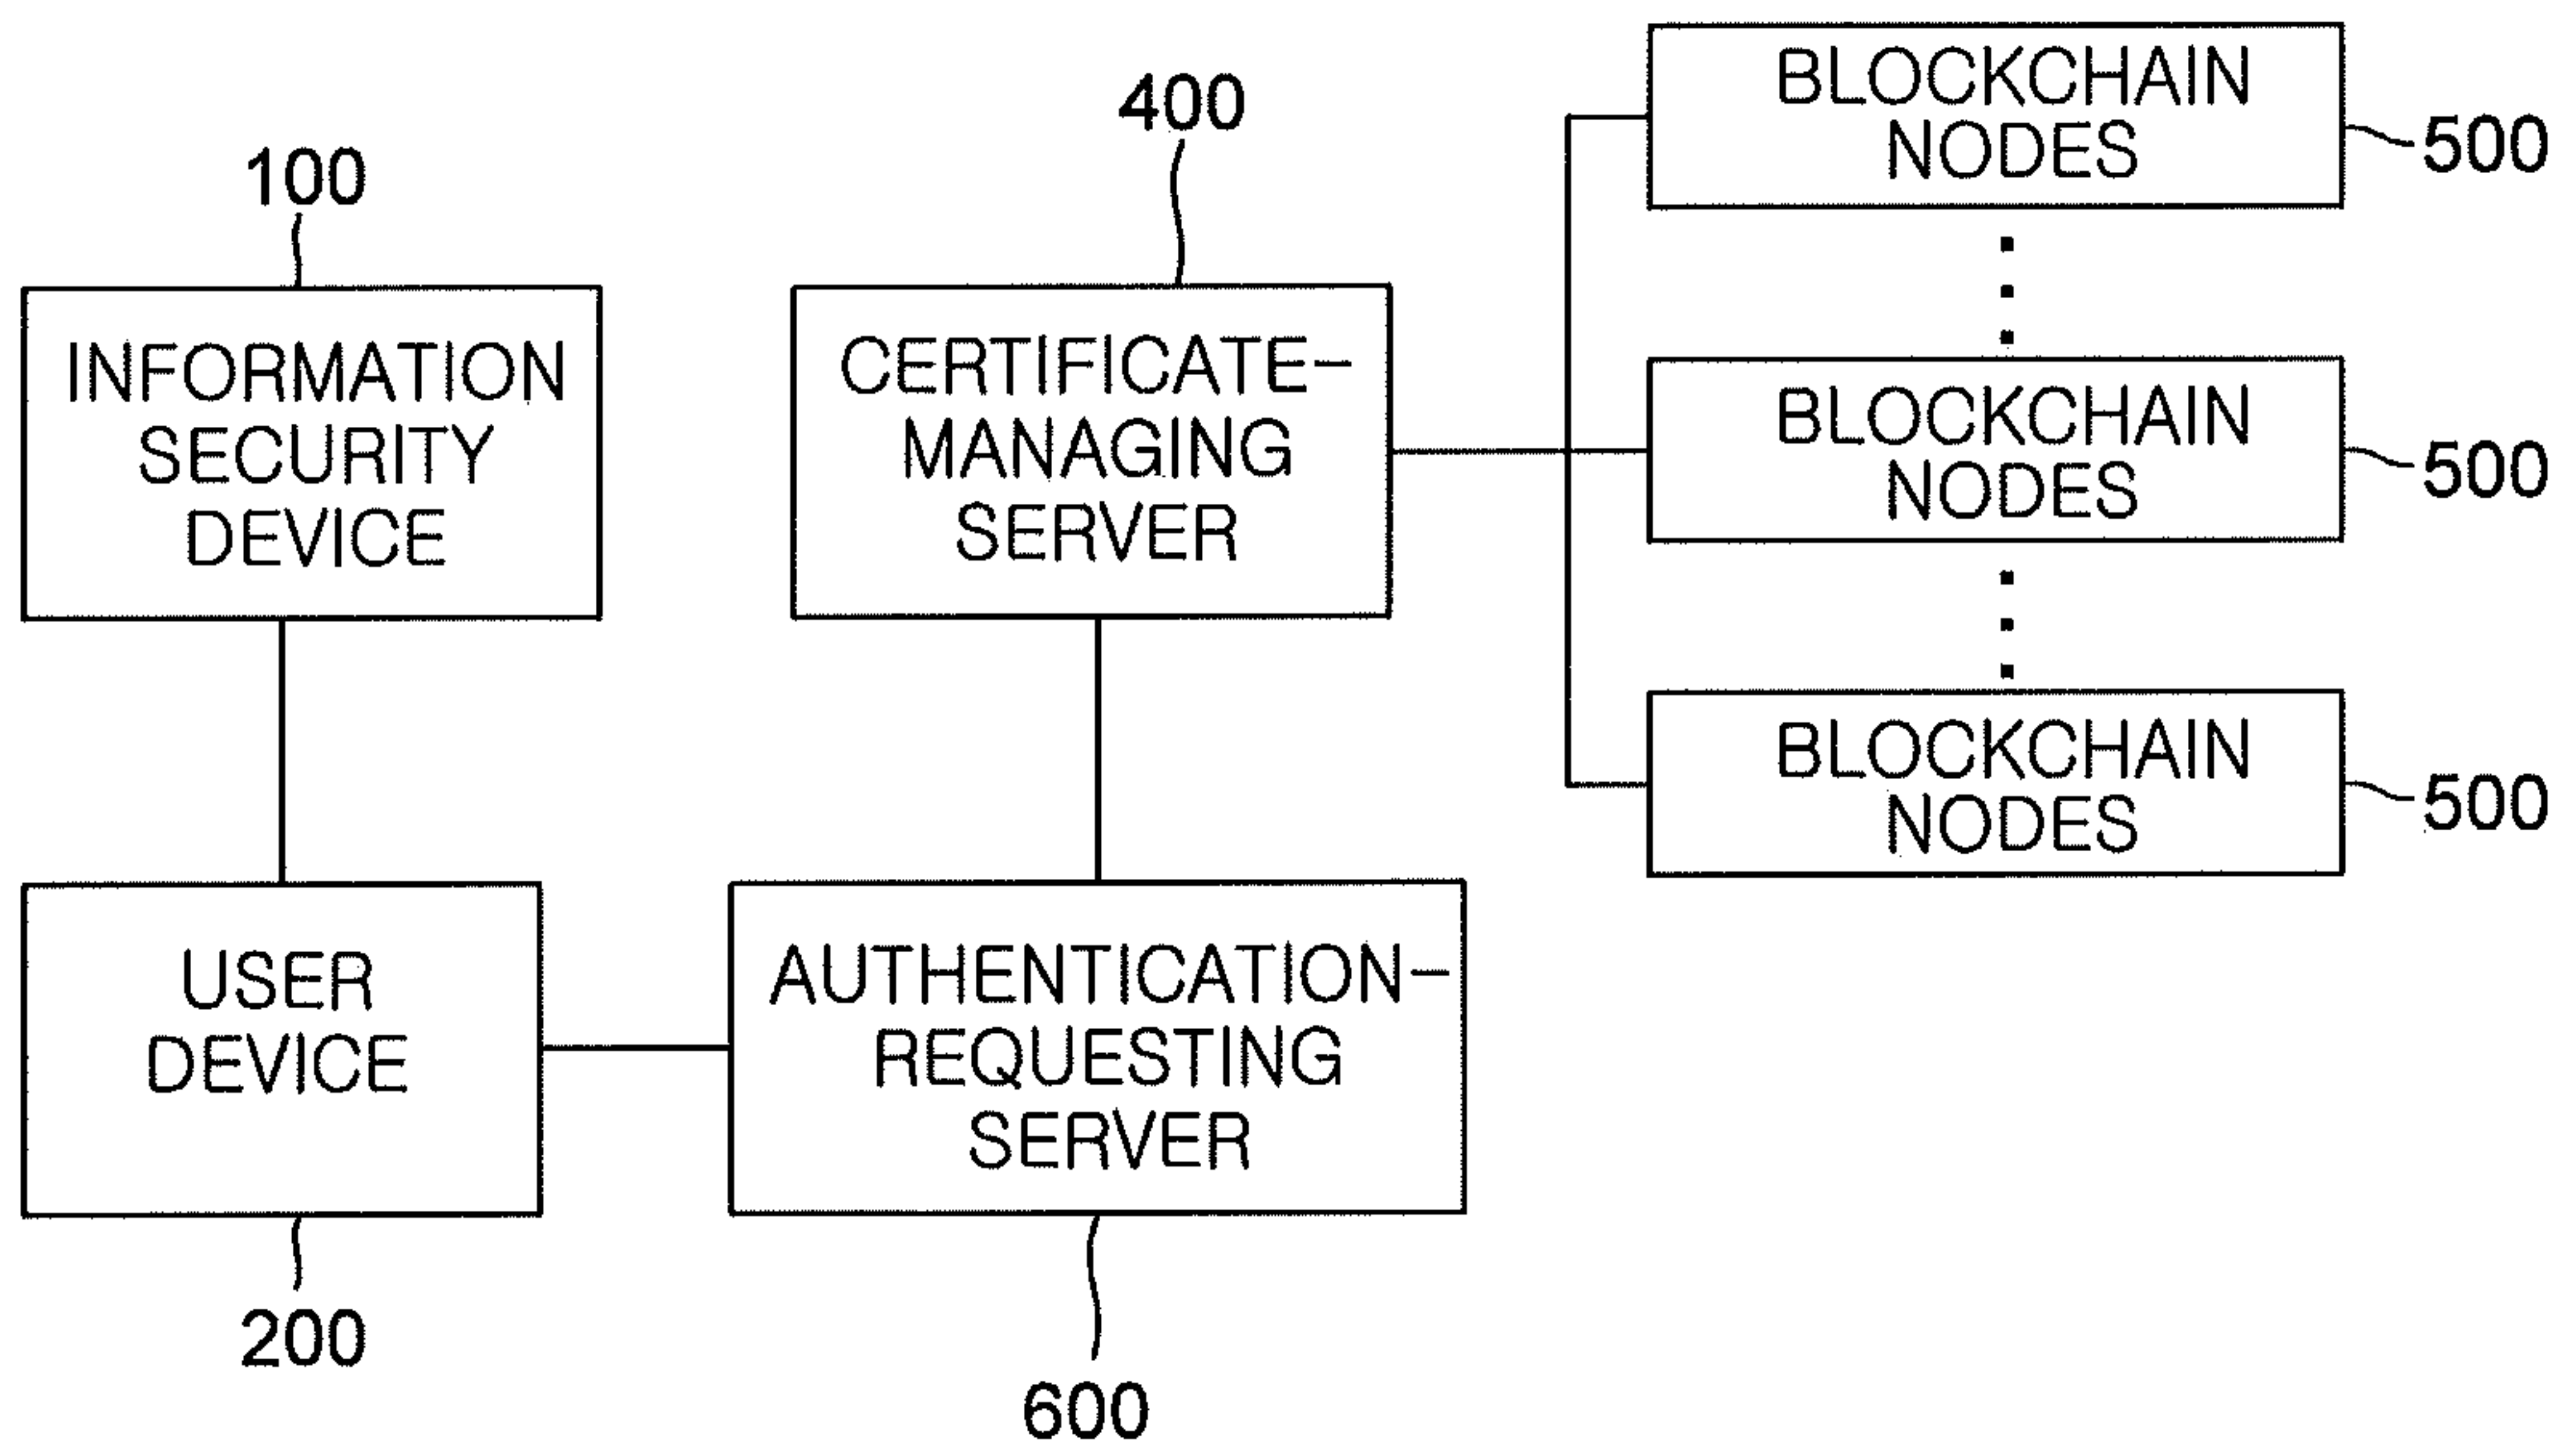 100
INFORMATION
SECURITY
DEVICE
400
CERTIFICATE-
MANAGING
SERVER
BLOCKCHAIN
NODES
500
BLOCKCHAIN
NODES
500
BLOCKCHAIN
NODES
500
USER
DEVICE
200
AUTHENTICATION-
REQUESTING
SERVER
600